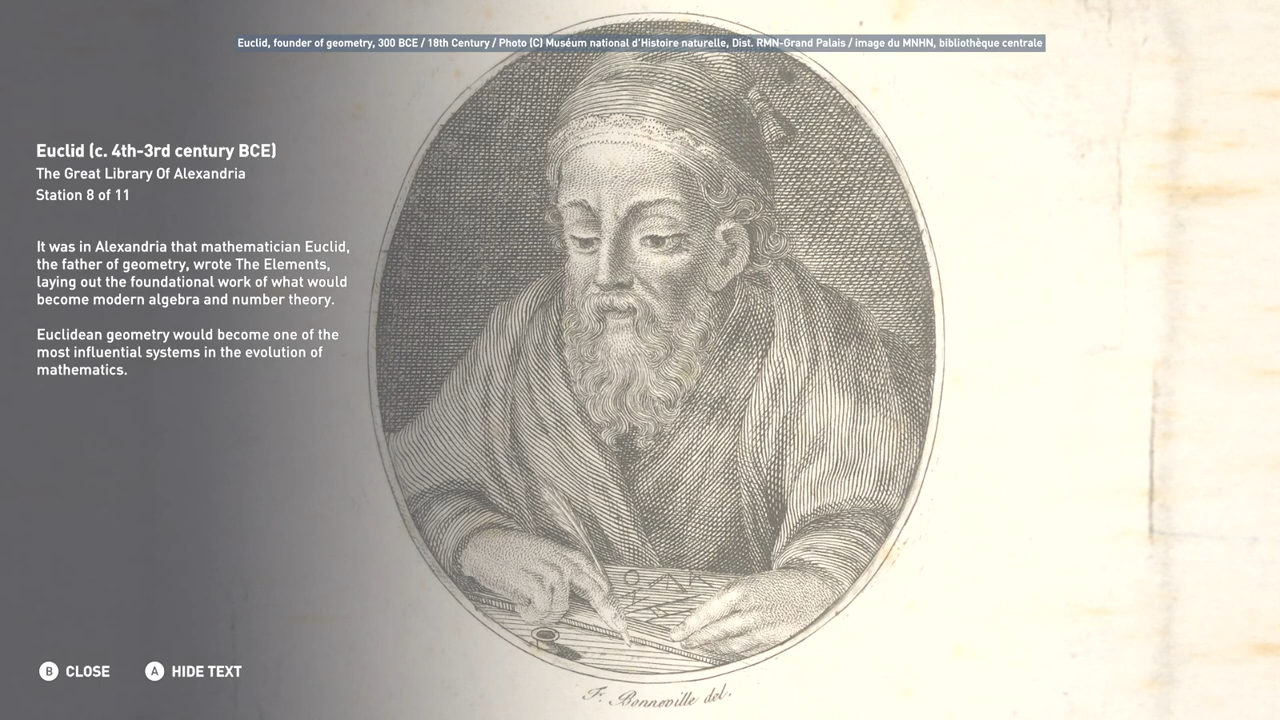 Euclid, founder of geometry, 300 BCE / 18th Century / Photo (C) Muséum national d'Histoire naturelle, Dist. RMN-Grand Palais / image du MNHN, bibliothèque centrale
Euclid (c. 4th-3rd century BCE)
The Great Library Of Alexandria
Station 8 of 11
It was in Alexandria that mathematician Euclid,
the father of geometry, wrote The Elements,
laying out the foundational work of what would
become modern algebra and number theory.
Euclidean geometry would become one of the
most influential systems in the evolution of
mathematics.
B CLOSE A HIDE TEXT
F. Bonneville del.